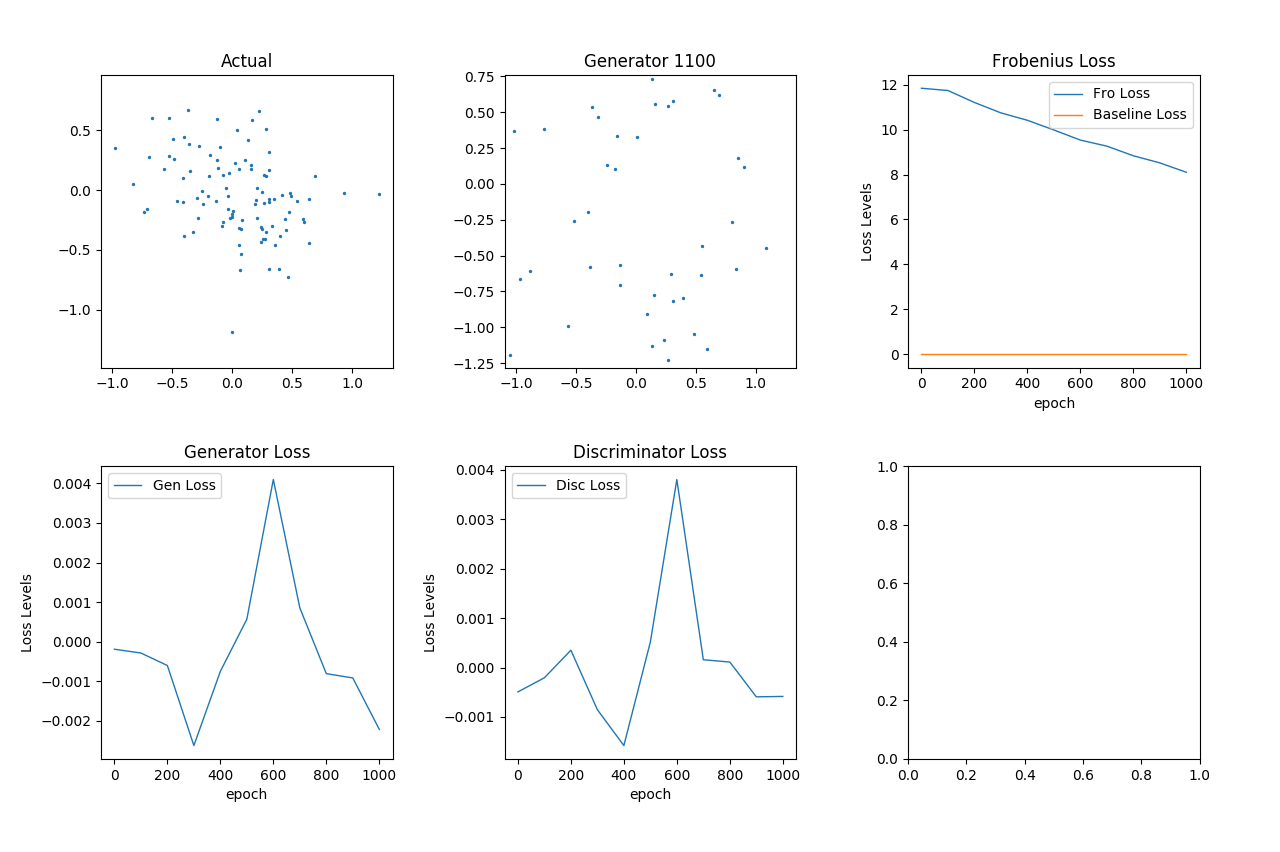 Actual
0.5
0.0
−0.5
−1.0
−1.0 −0.5 0.0 0.5 1.0
Generator 1100
0.75
0.50
0.25
0.00
−0.25
−0.50
−0.75
−1.00
−1.25
−1.0 −0.5 0.0 0.5 1.0
Frobenius Loss
Fro Loss
Baseline Loss
Loss Levels
12
10
8
6
4
2
0
0 200 400 600 800 1000
epoch
Generator Loss
Gen Loss
Loss Levels
0.004
0.003
0.002
0.001
0.000
−0.001
−0.002
0 200 400 600 800 1000
epoch
Discriminator Loss
Disc Loss
Loss Levels
0.004
0.003
0.002
0.001
0.000
−0.001
0 200 400 600 800 1000
epoch
1.0
0.8
0.6
0.4
0.2
0.0
0.0 0.2 0.4 0.6 0.8 1.0